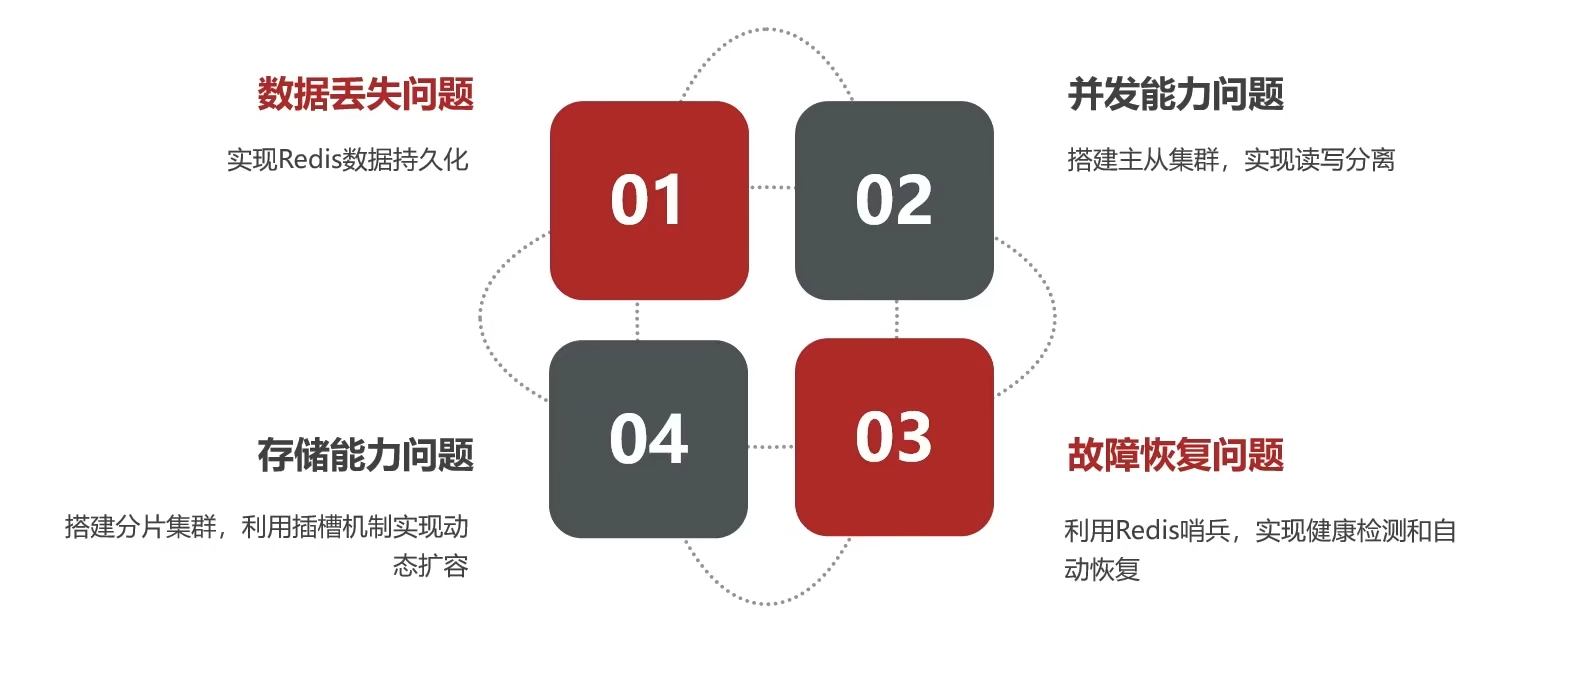 数据丢失问题
实现Redis数据持久化
01
02
并发能力问题
搭建主从集群，实现读写分离
存储能力问题
搭建分片集群，利用插槽机制实现动
态扩容
04
03
故障恢复问题
利用Redis哨兵，实现健康检测和自
动恢复